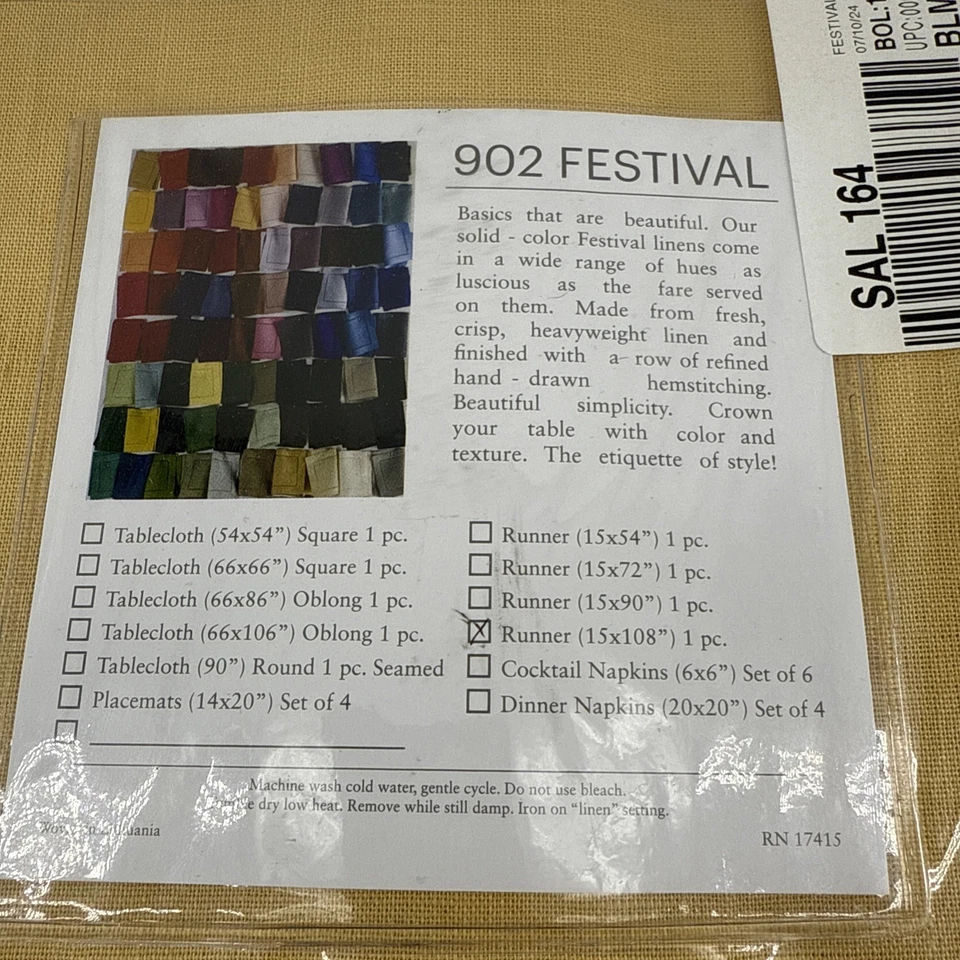 902 FESTIVAL
Basics that are beautiful. Our
solid - color Festival linens come
in a wide range of hues as
luscious as the fare served
on them. Made from fresh,
crisp, heavyweight linen and
finished with a row of refined
hand - drawn hemstitching.
Beautiful simplicity. Crown
your table with color and
texture. The etiquette of style!
Tablecloth (54x54”) Square 1 pc.
Tablecloth (66x66”) Square 1 pc.
Tablecloth (66x86”) Oblong 1 pc.
Tablecloth (66x106”) Oblong 1 pc.
Tablecloth (90”) Round 1 pc. Seamed
Placemats (14x20”) Set of 4
Runner (15x54”) 1 pc.
Runner (15x72”) 1 pc.
Runner (15x90”) 1 pc.
Runner (15x108”) 1 pc.
Cocktail Napkins (6x6”) Set of 6
Dinner Napkins (20x20”) Set of 4
Machine wash cold water, gentle cycle. Do not use bleach.
dry low heat. Remove while still damp. Iron on “linen” setting.
RN 17415
FESTIVAL
07/10/24
BOL:1
UPC:00
BLM
SAL 164